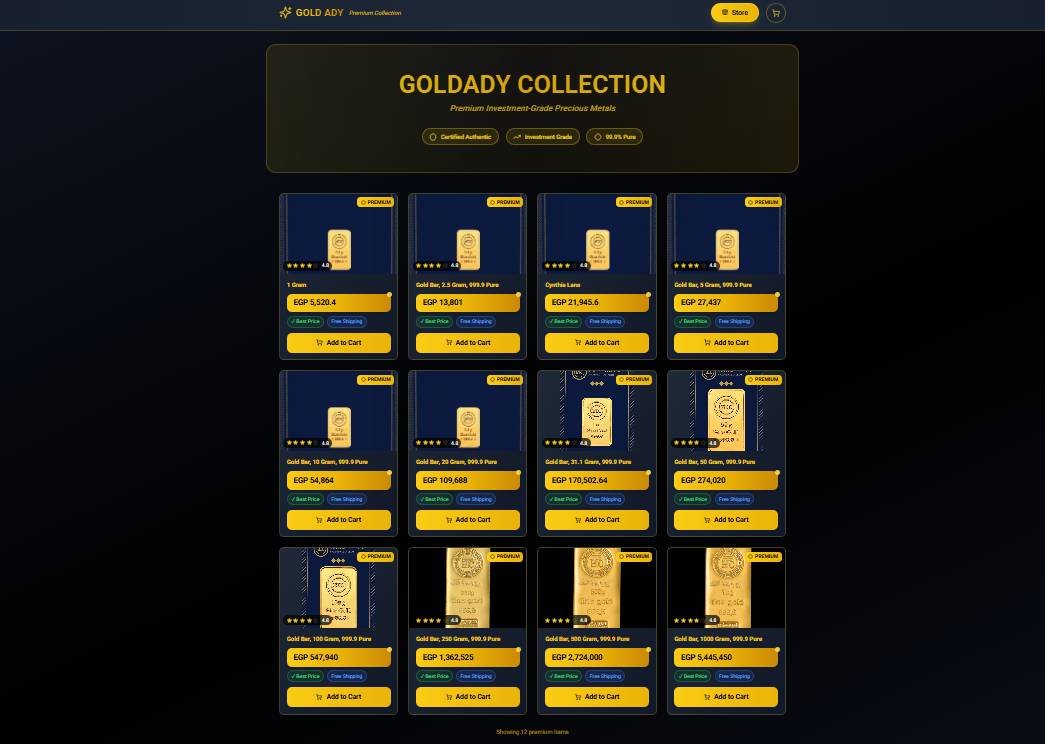 GOLD ADY Premium Collection Store
GOLDADY COLLECTION
Premium Investment-Grade Precious Metals
Certified Authentic Investment Grade 99.9% Pure
PREMIUM PREMIUM PREMIUM PREMIUM
4.8 4.8 4.8 4.8
1 Gram Gold Bar, 2.5 Gram, 999.9 Pure Cynthia Lane Gold Bar, 5 Gram, 999.9 Pure
EGP 5,520.4 EGP 13,801 EGP 21,945.6 EGP 27,437
✓Best Price Free Shipping ✓Best Price Free Shipping ✓Best Price Free Shipping ✓Best Price Free Shipping
Add to Cart Add to Cart Add to Cart Add to Cart
PREMIUM PREMIUM PREMIUM PREMIUM
4.8 4.8 4.8 4.8
Gold Bar, 10 Gram, 999.9 Pure Gold Bar, 20 Gram, 999.9 Pure Gold Bar, 31.1 Gram, 999.9 Pure Gold Bar, 50 Gram, 999.9 Pure
EGP 54,864 EGP 109,688 EGP 170,502.64 EGP 274,020
✓Best Price Free Shipping ✓Best Price Free Shipping ✓Best Price Free Shipping ✓Best Price Free Shipping
Add to Cart Add to Cart Add to Cart Add to Cart
PREMIUM PREMIUM PREMIUM PREMIUM
fine gold fine gold fine gold
4.8 4.8 4.8 4.8
Gold Bar, 100 Gram, 999.9 Pure Gold Bar, 250 Gram, 999.9 Pure Gold Bar, 500 Gram, 999.9 Pure Gold Bar, 1000 Gram, 999.9 Pure
EGP 547,940 EGP 1,362,525 EGP 2,724,000 EGP 5,445,450
✓Best Price Free Shipping ✓Best Price Free Shipping ✓Best Price Free Shipping ✓Best Price Free Shipping
Add to Cart Add to Cart Add to Cart Add to Cart
Showing 12 premium items